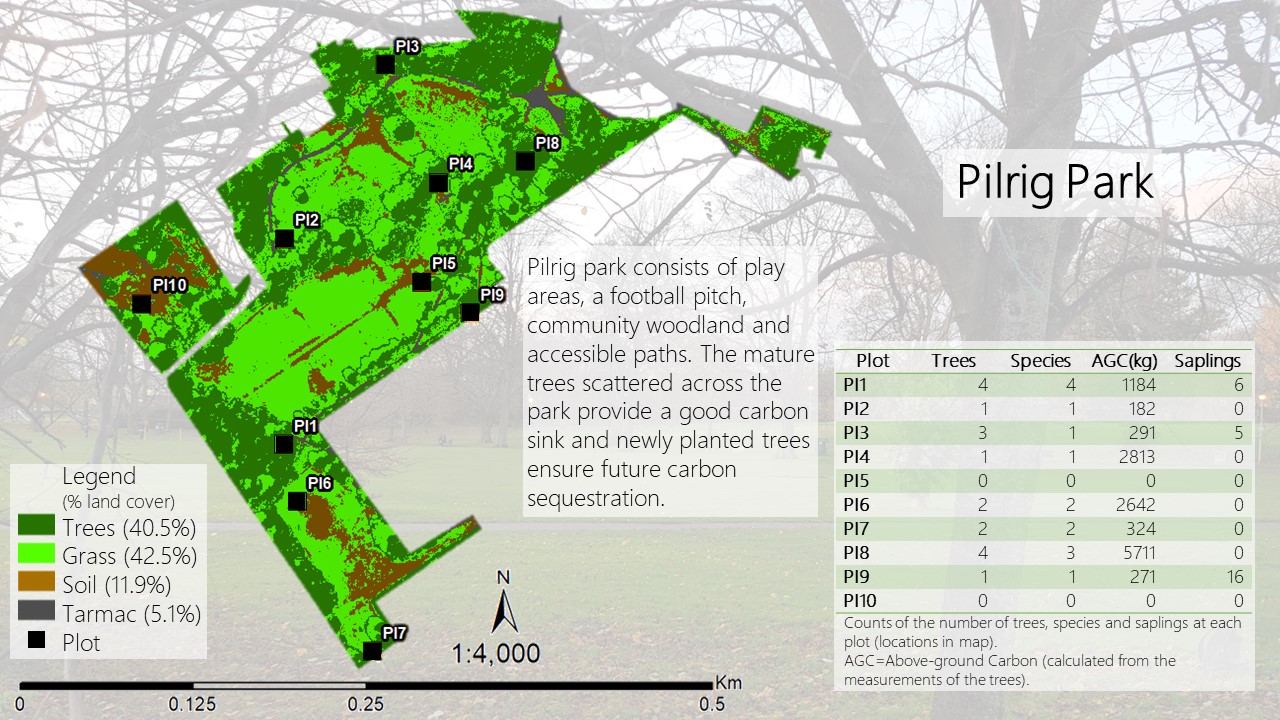 Pilrig Park
PI3
PI8
PI4
PI2
PI5
PI10
PI9
PI1
PI6
PI7
Pilrig park consists of play
areas, a football pitch,
community woodland and
accessible paths. The mature
trees scattered across the
park provide a good carbon
sink and newly planted trees
ensure future carbon
sequestration.
Plot Trees Species AGC(kg) Saplings
PI1 4 4 1184 6
PI2 1 1 182 0
PI3 3 1 291 5
PI4 1 1 2813 0
PI5 0 0 0 0
PI6 2 2 2642 0
PI7 2 2 324 0
PI8 4 3 5711 0
PI9 1 1 271 16
PI10 0 0 0 0
Counts of the number of trees, species and saplings at each
plot (locations in map).
AGC=Above-ground Carbon (calculated from the
measurements of the trees).
Legend
(% land cover)
Trees (40.5%)
Grass (42.5%)
Soil (11.9%)
Tarmac (5.1%)
Plot
N
1:4,000
Km
0 0.125 0.25 0.5